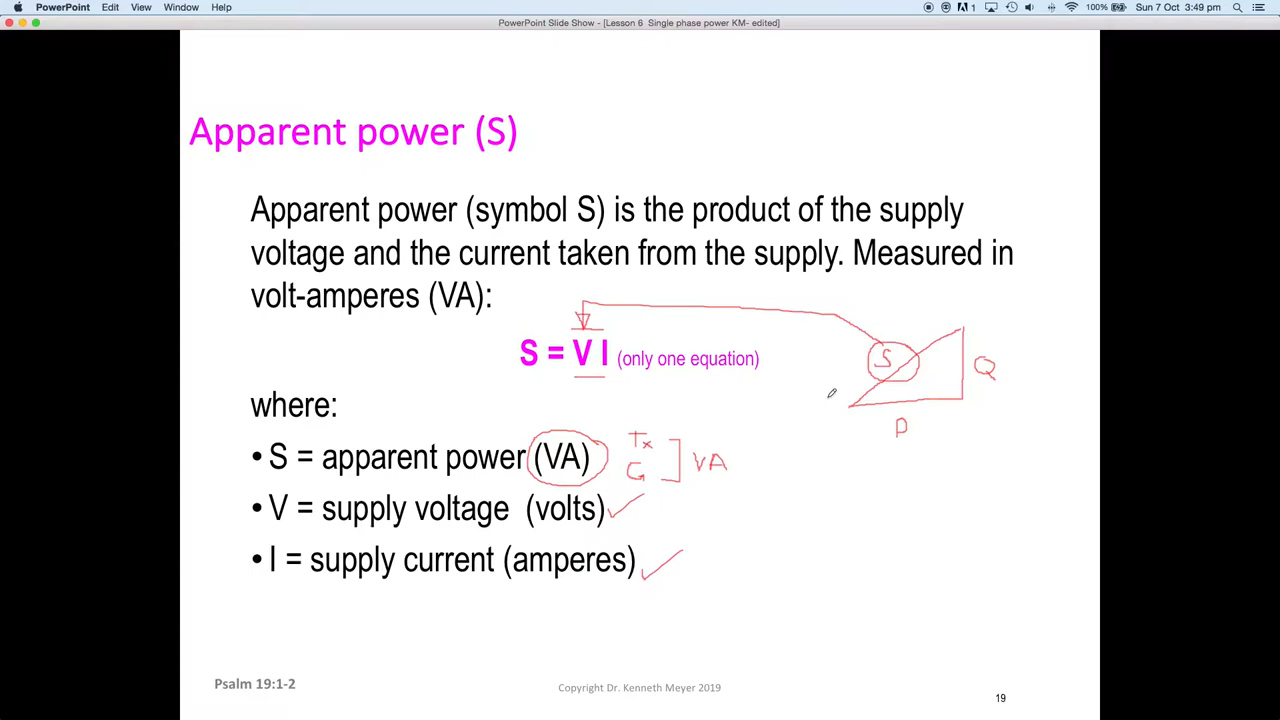 PowerPoint Edit View Window Help 1 100% Sun 7 Oct 3:49 pm
PowerPoint Slide Show - [Lesson 6 Single phase power KM- edited]
Apparent power (S)
Apparent power (symbol S) is the product of the supply
voltage and the current taken from the supply. Measured in
volt-amperes (VA):
S = V I (only one equation)
S
Q
P
where:
• S = apparent power (VA)
Tx
G
VA
• V = supply voltage (volts)
• I = supply current (amperes)
Psalm 19:1-2
Copyright Dr. Kenneth Meyer 2019
19